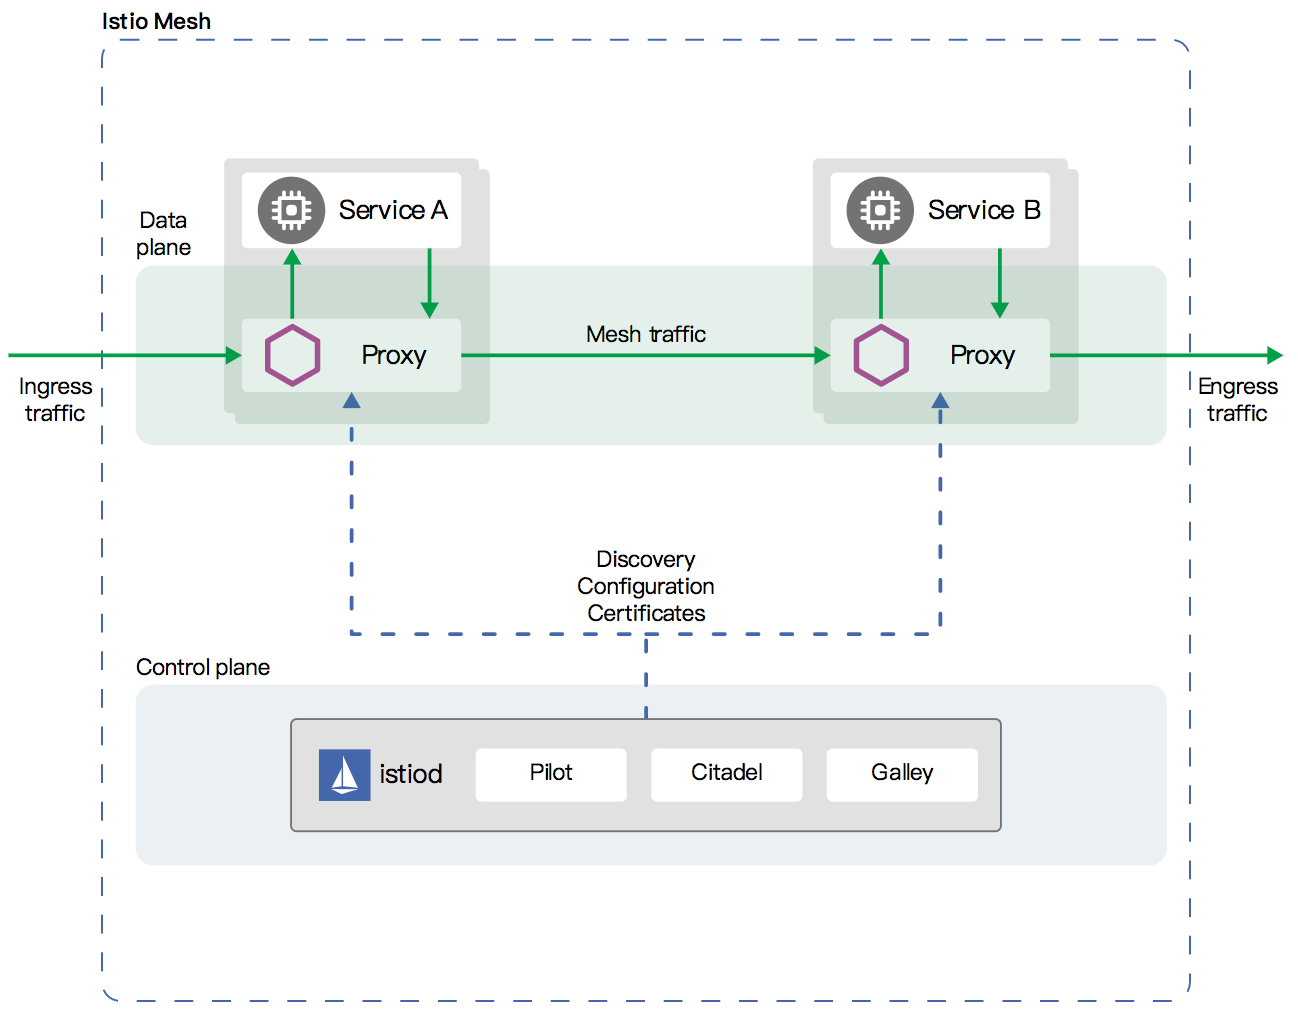 Istio Mesh
Data
plane
Service A
Service B
Proxy
Mesh traffic
Proxy
Ingress
traffic
Engress
traffic
Discovery
Configuration
Certificates
Control plane
istiod
Pilot
Citadel
Galley